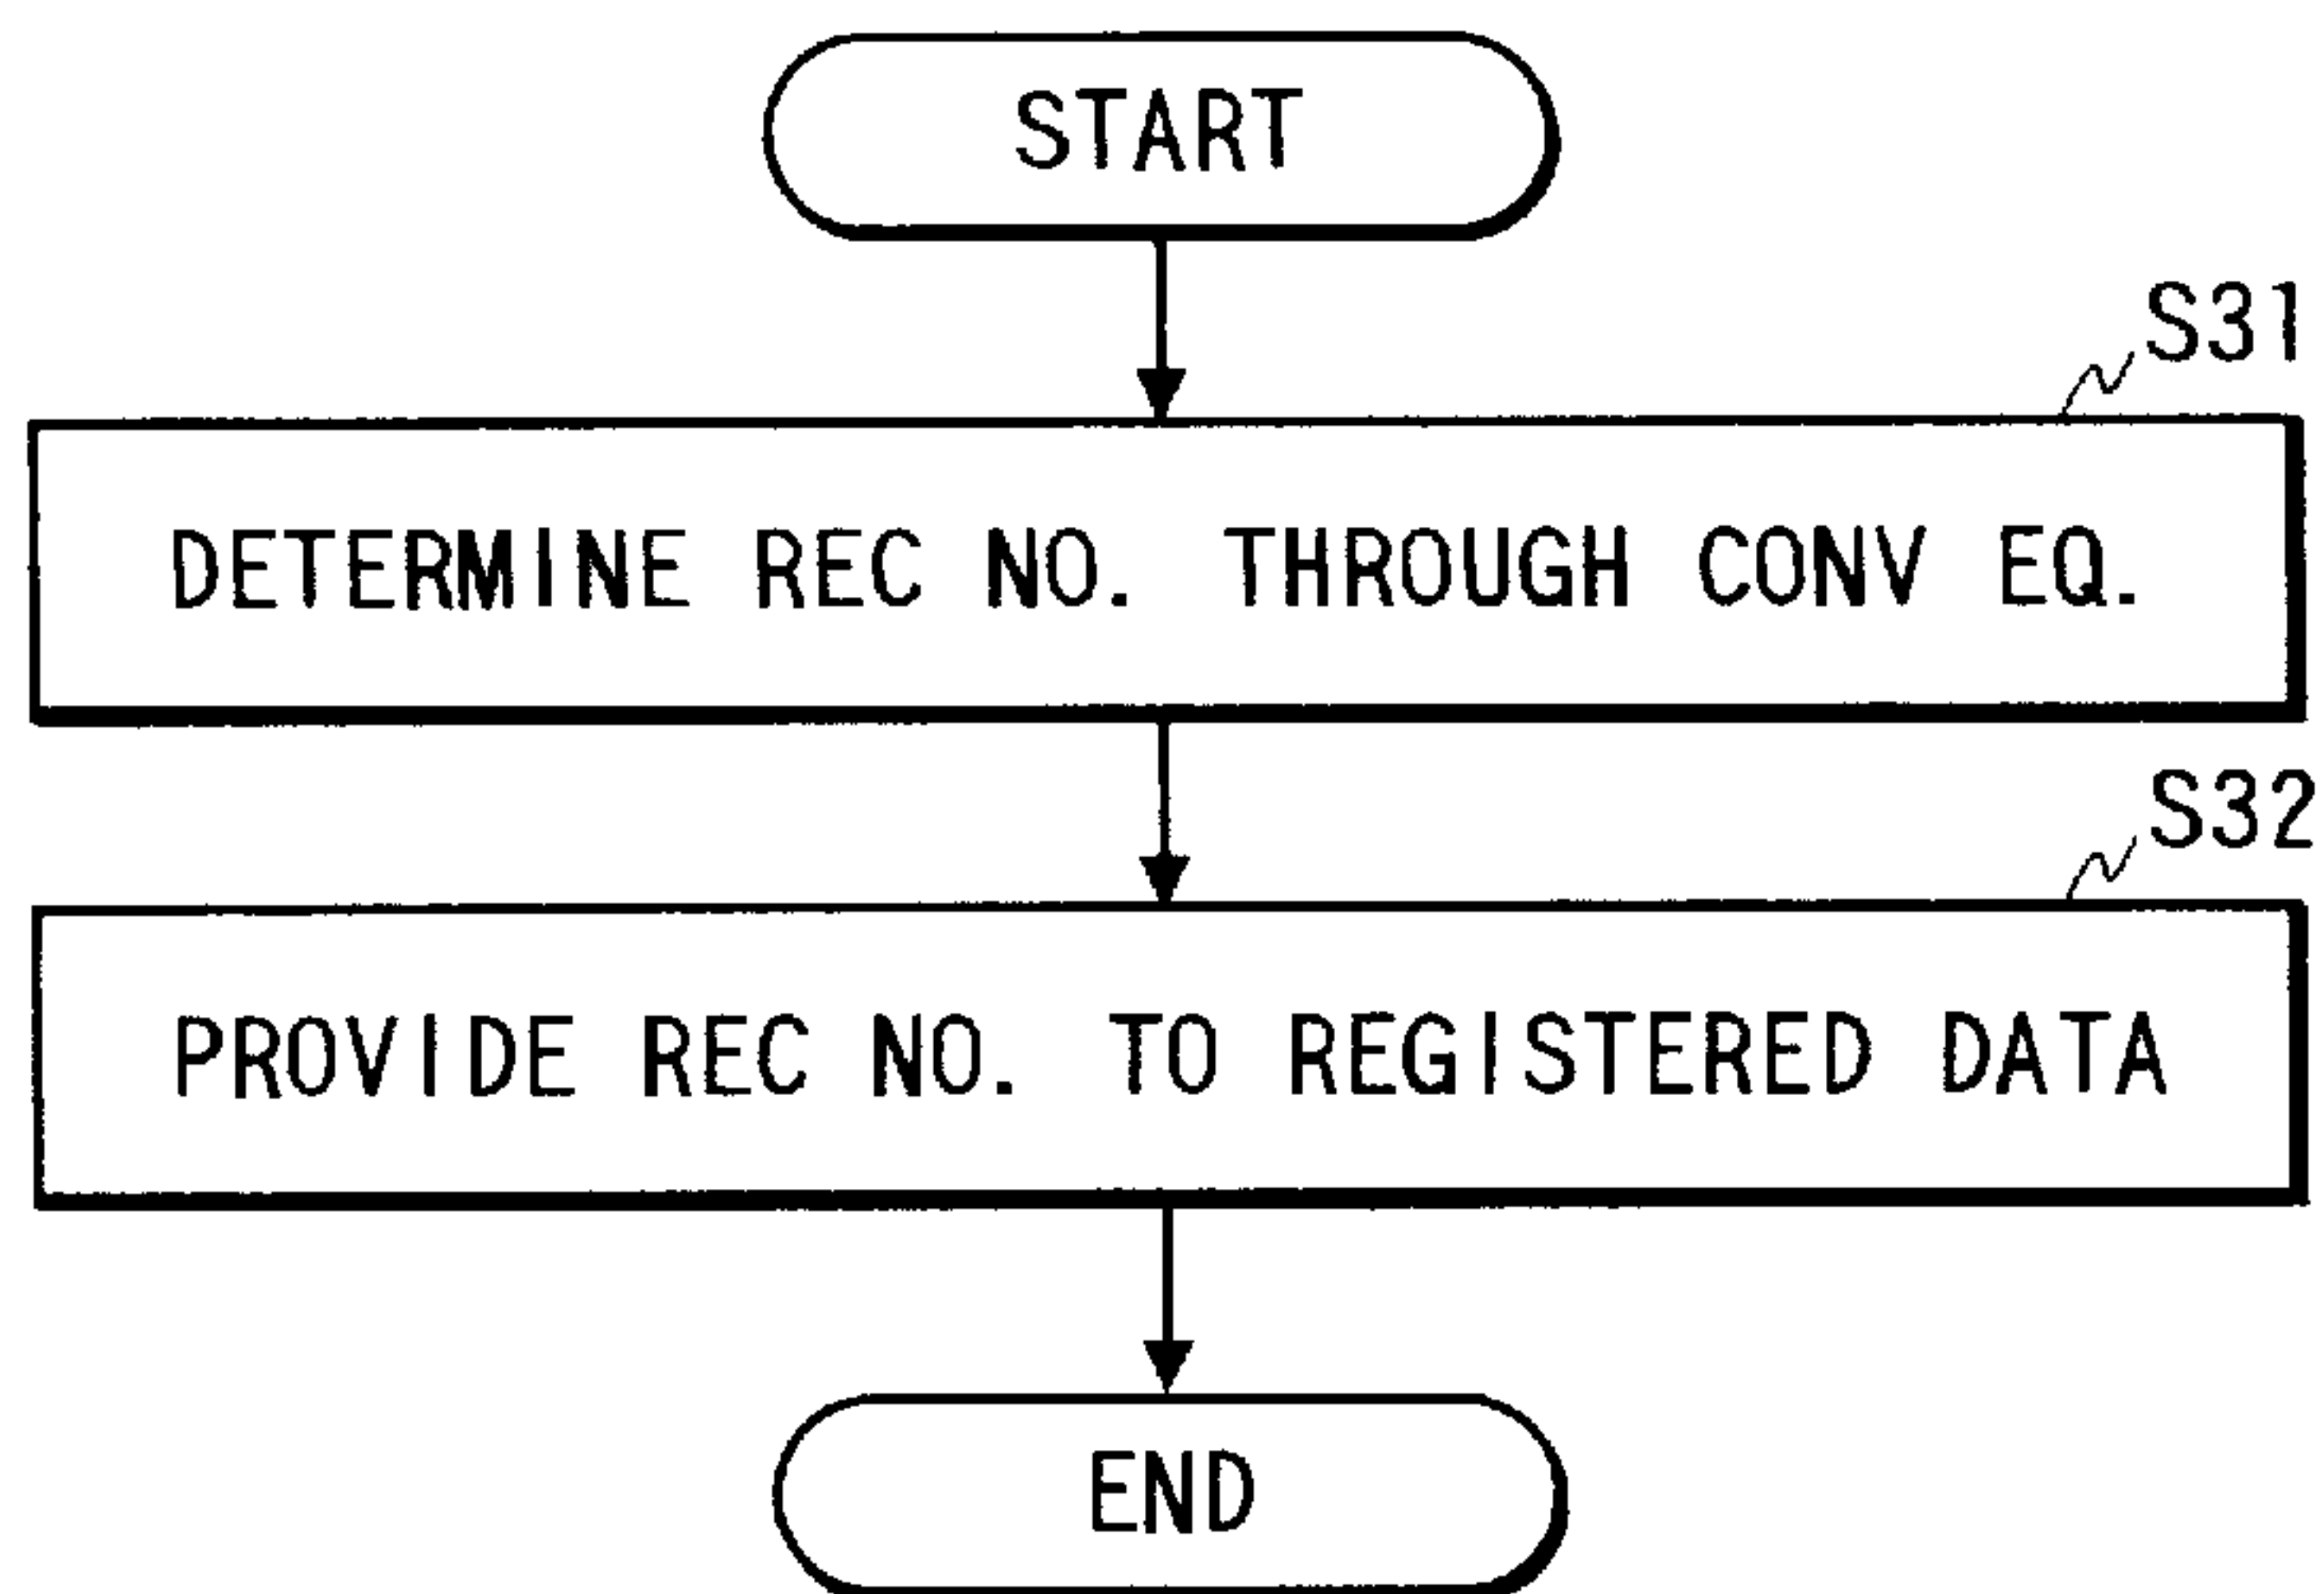 START
S31
DETERMINE REC NO. THROUGH CONV EQ.
S32
PROVIDE REC NO. TO REGISTERED DATA
END